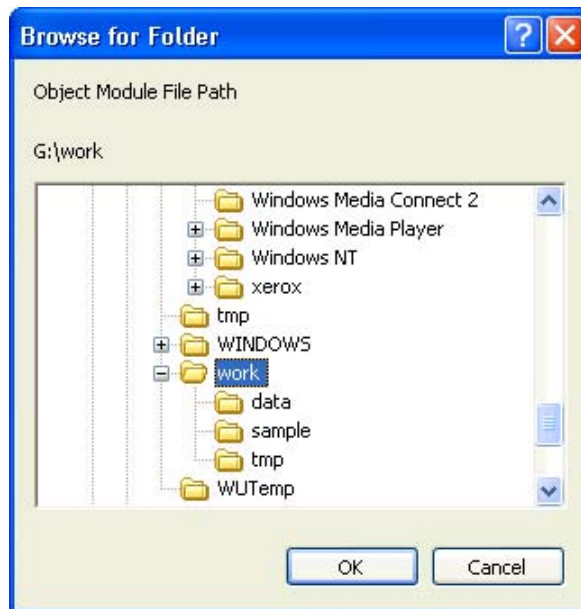 Browse for Folder
Object Module File Path
G:\work
Windows Media Connect 2
Windows Media Player
Windows NT
xerox
tmp
WINDOWS
work
data
sample
tmp
WUTemp
OK Cancel